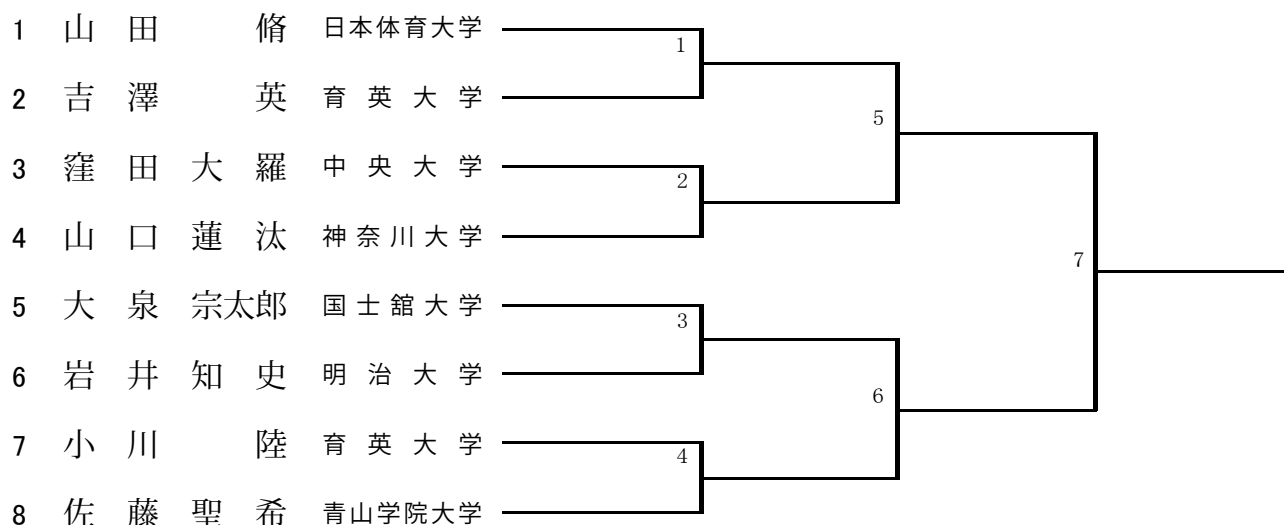 1 山田 脩 日本体育大学
1
2 吉澤 英 育英大学
5
3 窪田大羅 中央大学
2
4 山口蓮汰 神奈川大学
7
5 大泉宗太郎 国士舘大学
3
6 岩井知史 明治大学
6
7 小川 陸 育英大学
4
8 佐藤聖希 青山学院大学